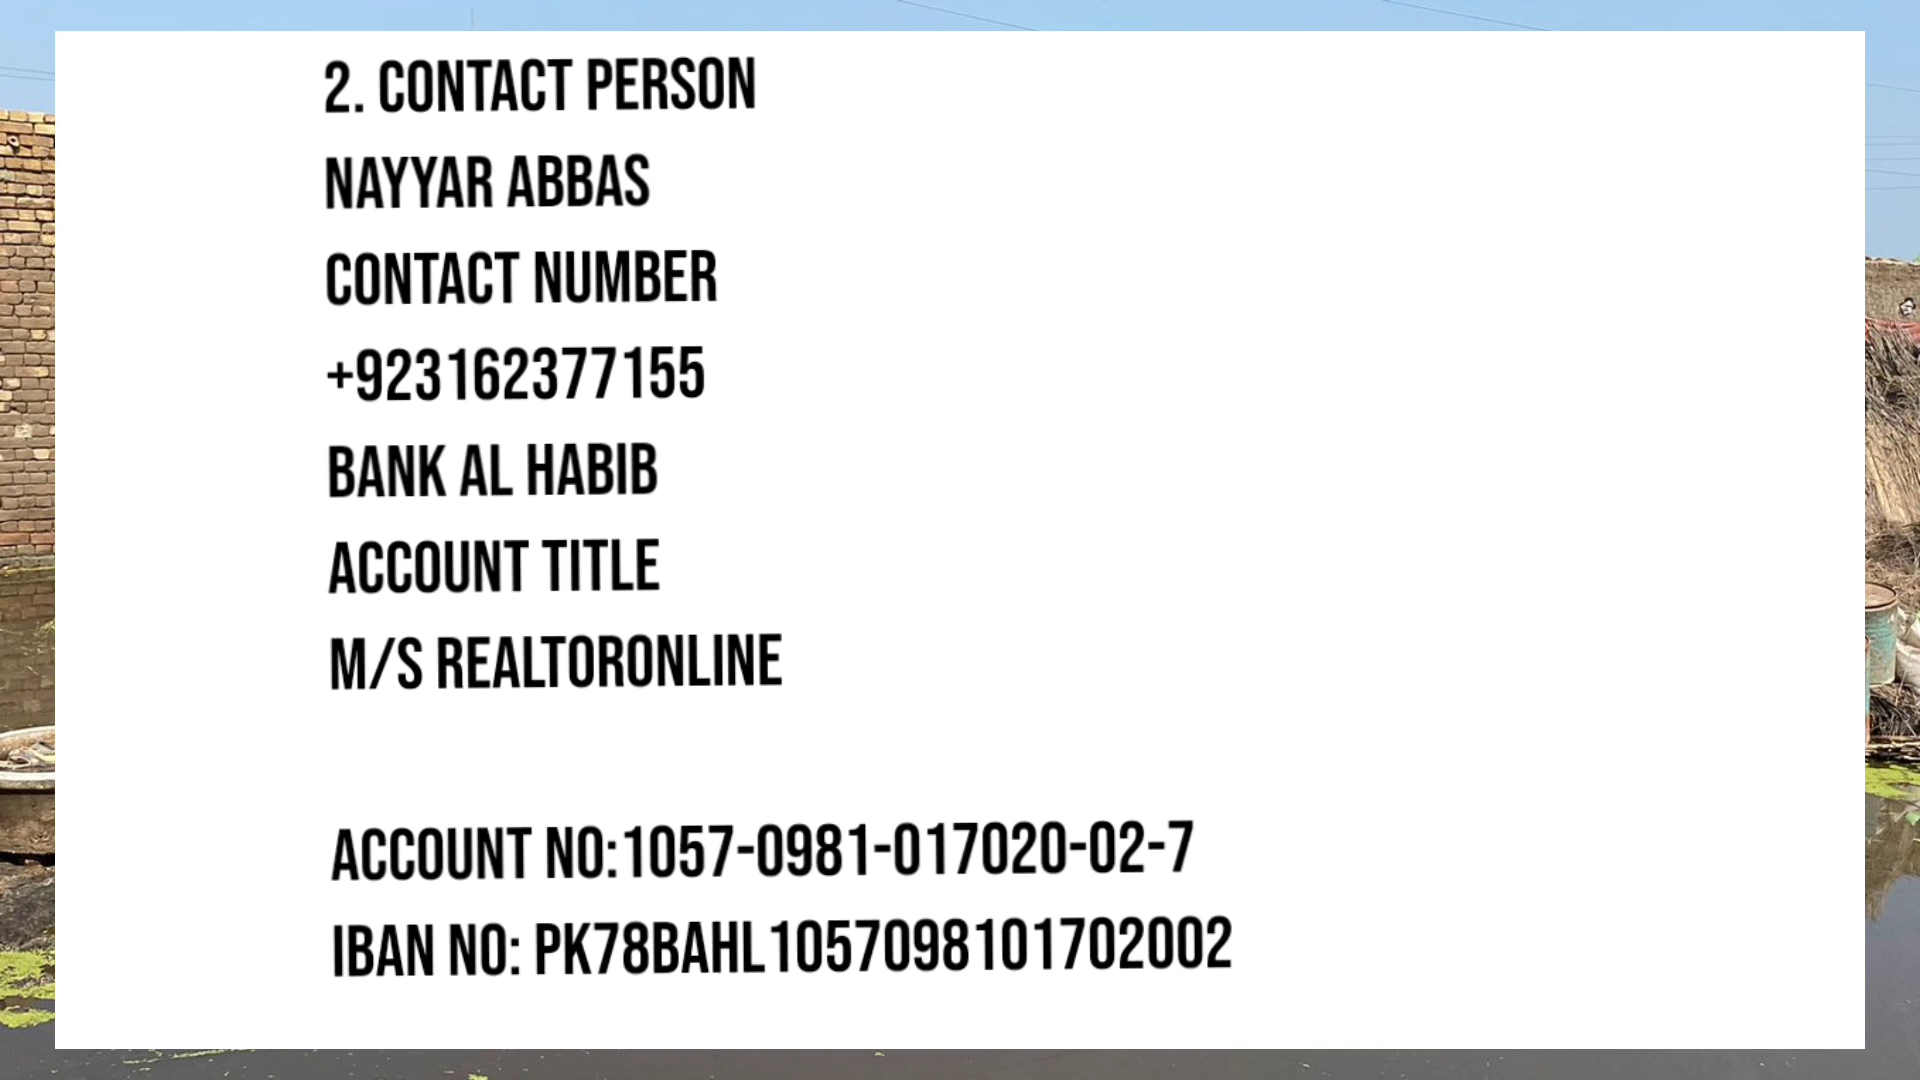 2. CONTACT PERSON
NAYYAR ABBAS
CONTACT NUMBER
+923162377155
BANK AL HABIB
ACCOUNT TITLE
M/S REALTORONLINE
ACCOUNT NO:1057-0981-017020-02-7
IBAN NO: PK78BAHL1057098101702002